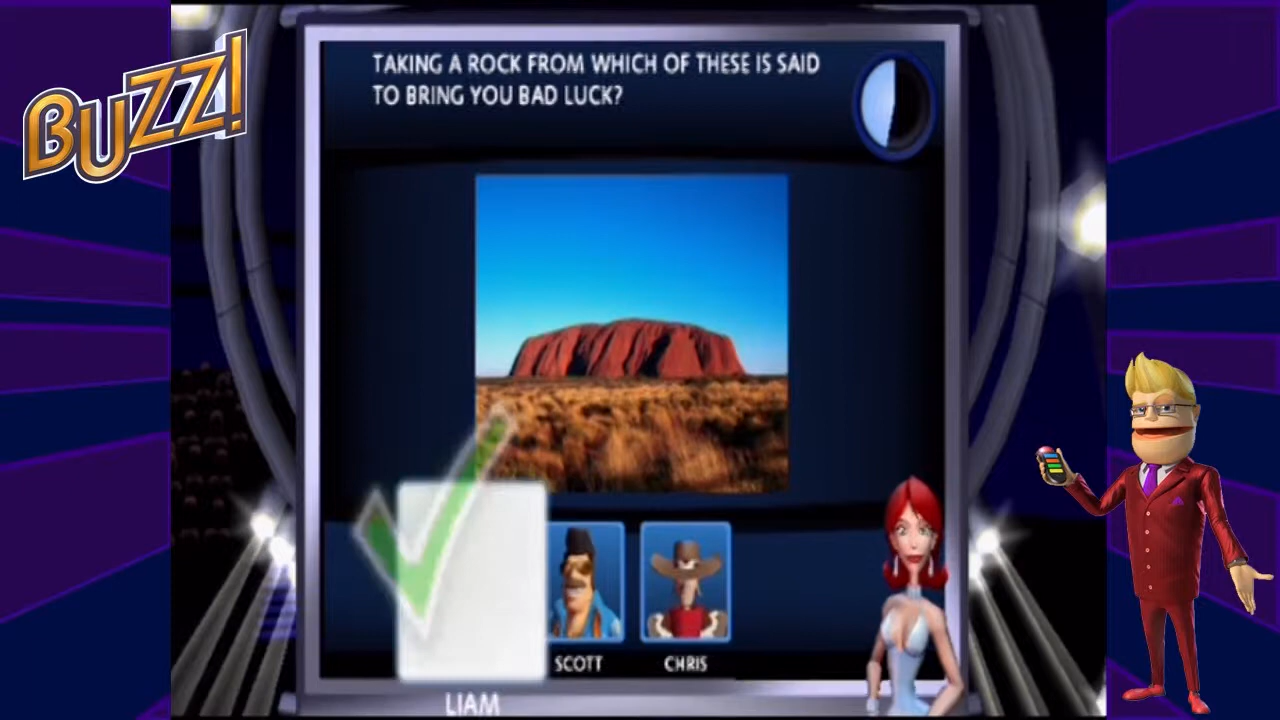 BUZZ!
TAKING A ROCK FROM WHICH OF THESE IS SAID
TO BRING YOU BAD LUCK?
SCOTT
CHRIS
LIAM